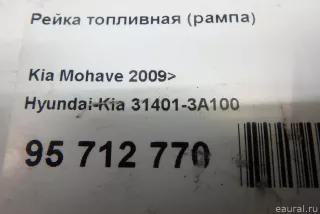 Рейка топливная (рампа)
Kia Mohave 2009>
Hyundai-Kia 31401-3A100
95 712 770
eaural.ru